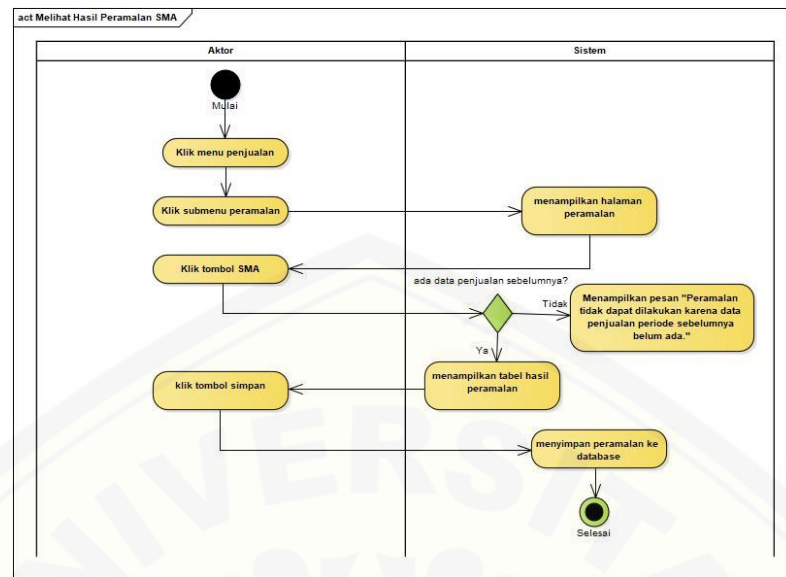 act Melihat Hasil Peramalan SMA
Aktor
Sistem
Mulai
Klik menu penjualan
Klik submenu peramalan
menampilkan halaman
peramalan
Klik tombol SMA
ada data penjualan sebelumnya?
Tidak
Menampilkan pesan "Peramalan
tidak dapat dilakukan karena data
penjualan periode sebelumnya
belum ada."
Ya
menampilkan tabel hasil
peramalan
klik tombol simpan
menyimpan peramalan ke
database
Selesai
UNIVERSITA